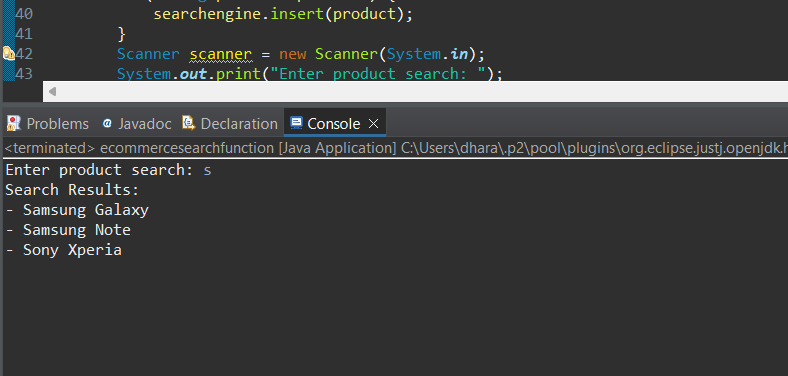 40 searchengine.insert(product);
41 }
42 Scanner scanner = new Scanner(System.in);
43 System.out.print("Enter product search: ");
Problems @ Javadoc Declaration Console ×
<terminated> ecommercesearchfunction [Java Application] C:\Users\dhara\.p2\pool\plugins\org.eclipse.justj.openjdk.h
Enter product search: s
Search Results:
- Samsung Galaxy
- Samsung Note
- Sony Xperia